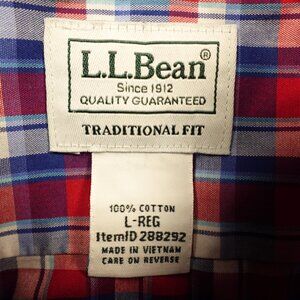 L.L.Bean®
Since 1912
QUALITY GUARANTEED
TRADITIONAL FIT
100% COTTON
L-REG
ItemID 288292
MADE IN VIETNAM
CARE ON REVERSE